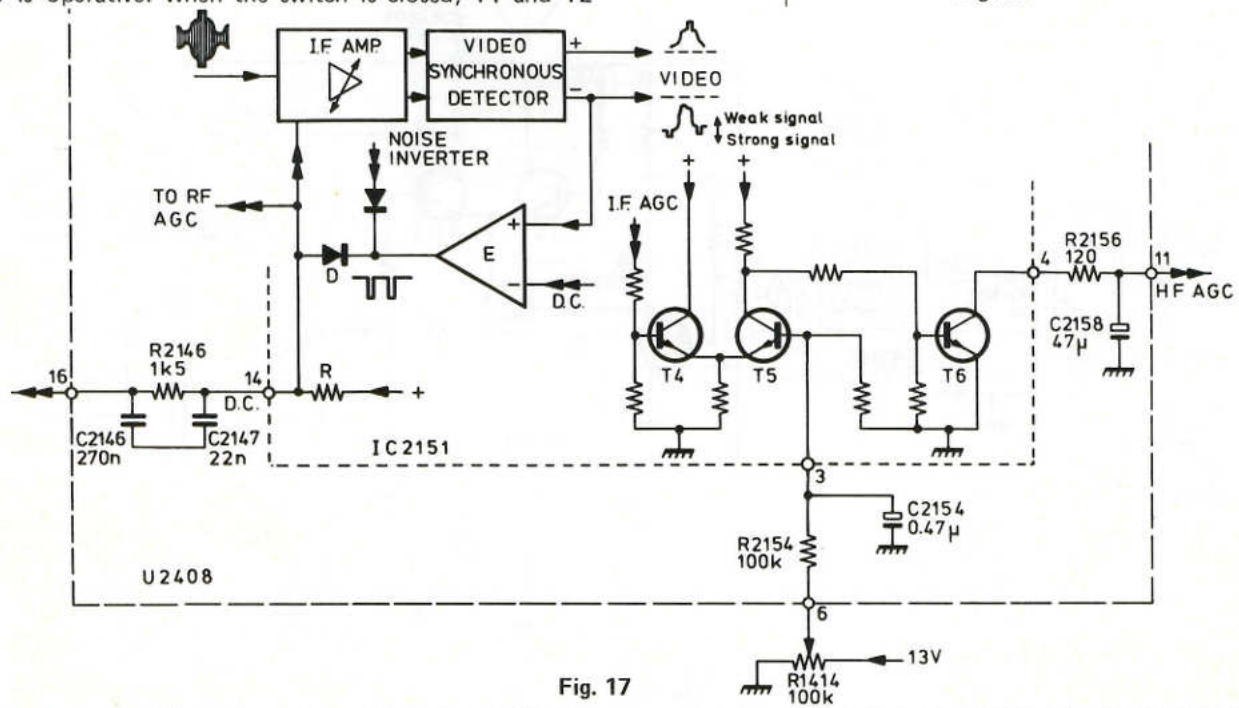 is operative. When the switch is closed, T1 and T2
I.F. AMP.
VIDEO
SYNCHRONOUS
DETECTOR
+
−
VIDEO
Weak signal
Strong signal
NOISE
INVERTER
TO RF
AGC
D
E
+
−
D.C.
I.F. AGC
+
+
T4
T5
T6
4
R2156
120
11
HF AGC
C2158
47µ
16
R2146
1k5
14
D.C.
R
+
C2146
270n
C2147
22n
IC2151
3
C2154
0.47µ
R2154
100k
U2408
6
13V
R1414
100k
Fig. 17